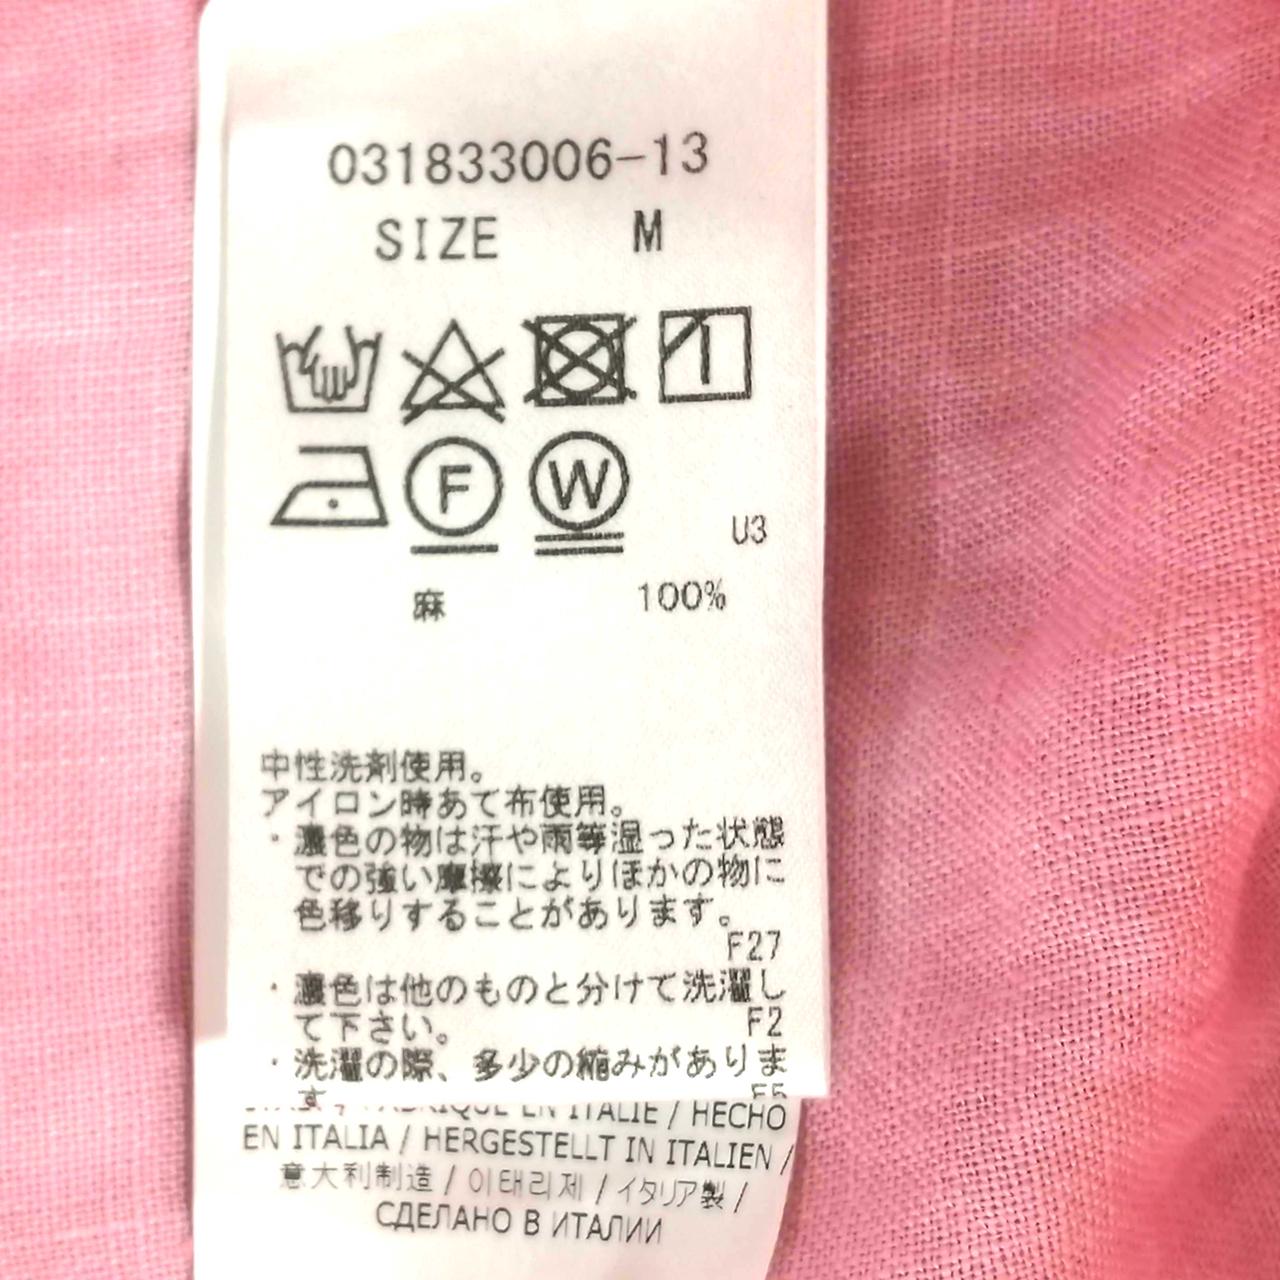 031833006-13
SIZE M
F W
U3
麻 100%
中性洗剤使用。
アイロン時あて布使用。
・濃色の物は汗や雨等湿った状態
での強い摩擦によりほかの物に
色移りすることがあります。
F27
・濃色は他のものと分けて洗濯し
て下さい。 F2
・洗濯の際、多少の縮みがありま
す F5
FABRIQUÉ EN ITALIE / HECHO
EN ITALIA / HERGESTELLT IN ITALIEN /
意大利制造 / 이태리제 / イタリア製 /
СДЕЛАНО В ИТАЛИИ